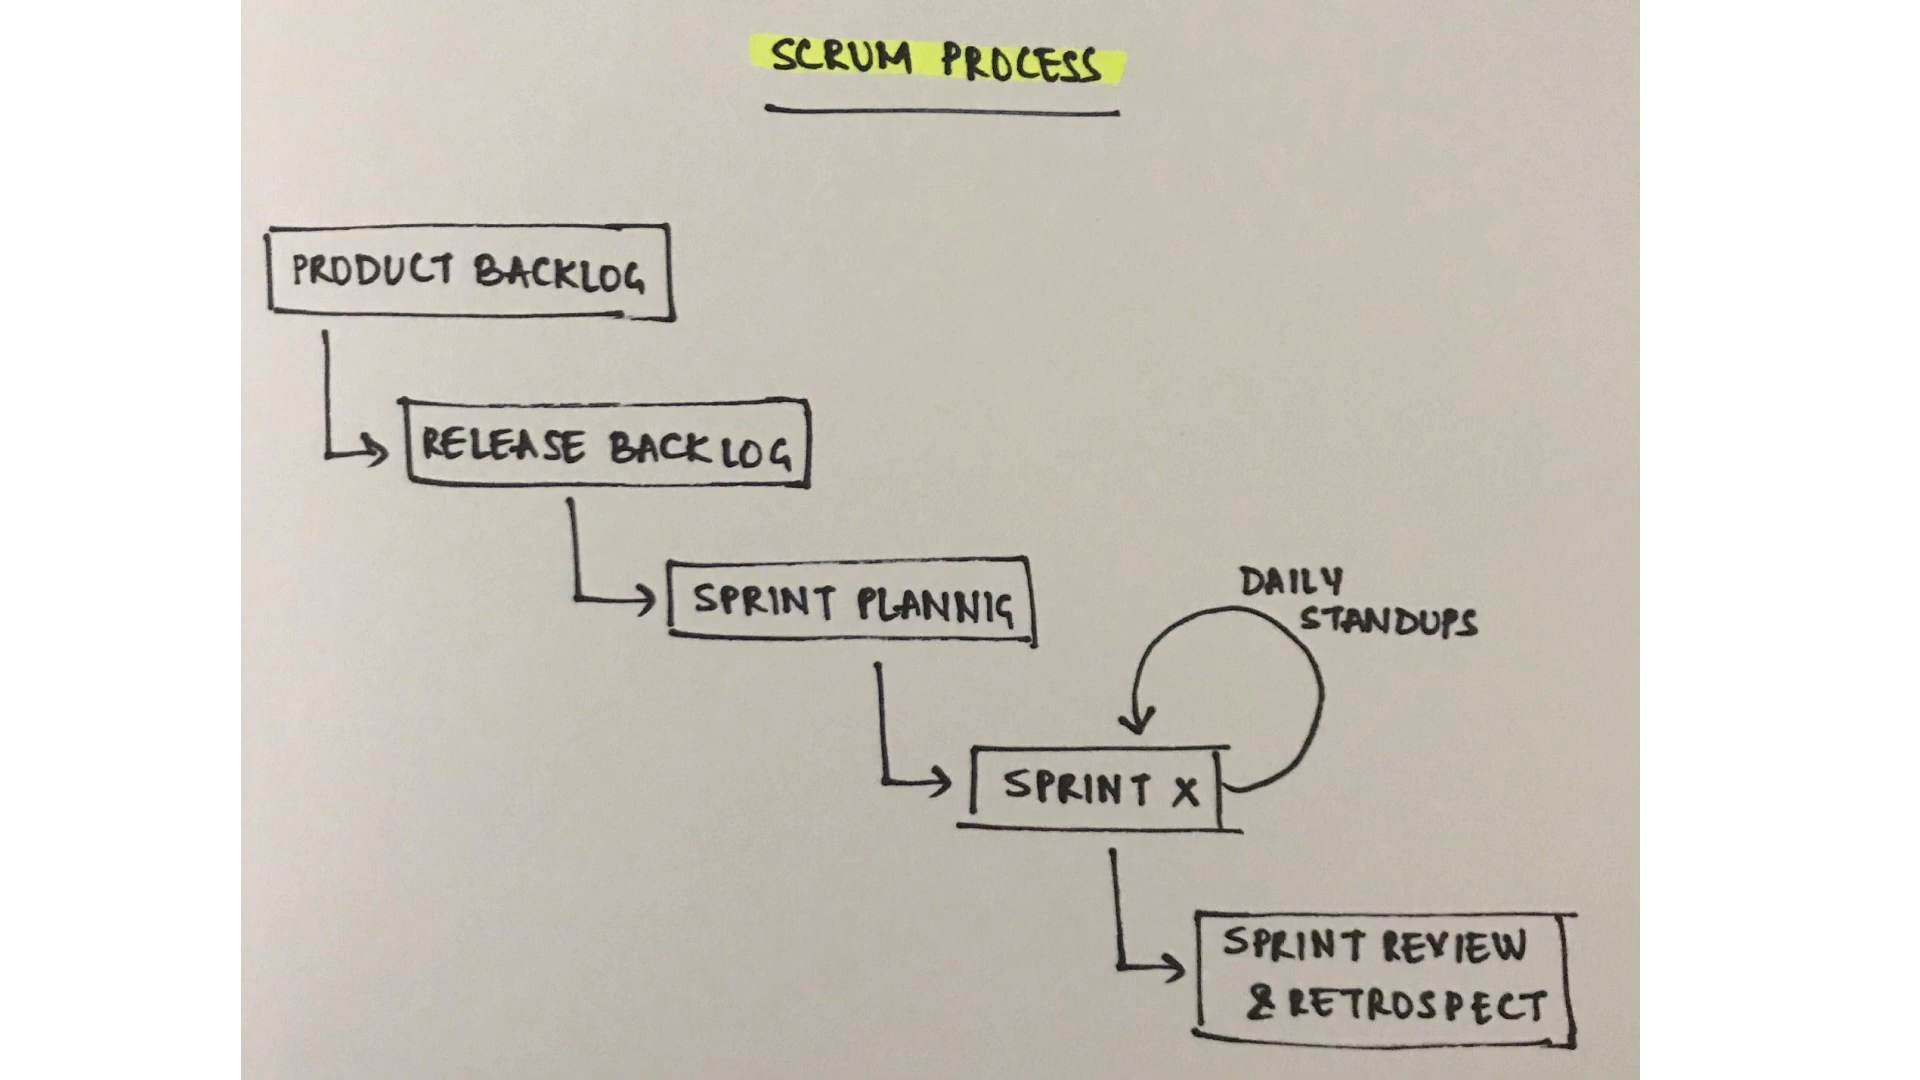 SCRUM PROCESS
PRODUCT BACKLOG
RELEASE BACKLOG
SPRINT PLANNIG
DAILY
STANDUPS
SPRINT X
SPRINT REVIEW
& RETROSPECT